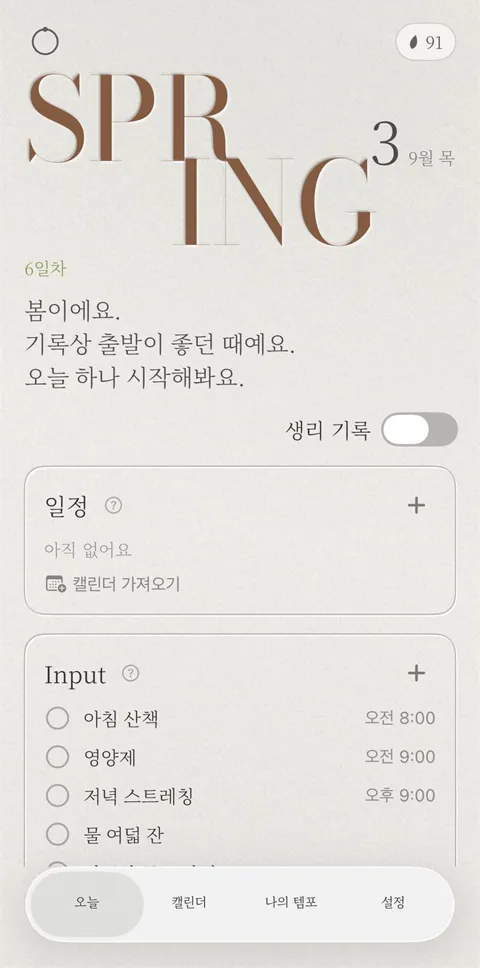 91
SPR
ING
3 9월 목
6일차
봄이에요.
기록상 출발이 좋던 때예요.
오늘 하나 시작해봐요.
생리 기록
일정 ? +
아직 없어요
캘린더 가져오기
Input ? +
아침 산책 오전 8:00
영양제 오전 9:00
저녁 스트레칭 오후 9:00
물 여덟 잔
오늘 캘린더 나의 템포 설정